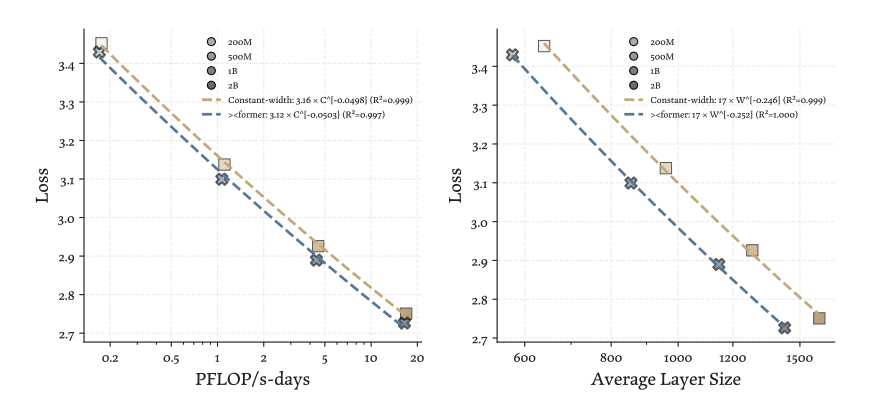 200M
500M
1B
2B
Constant-width: 3.16 × C^[-0.0498] (R²=0.999)
><former: 3.12 × C^[-0.0503] (R²=0.997)
3.4
3.3
3.2
3.1
3.0
2.9
2.8
2.7
Loss
0.2 0.5 1 2 5 10 20
PFLOP/s-days
200M
500M
1B
2B
Constant-width: 17 × W^[-0.246] (R²=0.999)
><former: 17 × W^[-0.252] (R²=1.000)
3.4
3.3
3.2
3.1
3.0
2.9
2.8
2.7
Loss
600 800 1000 1200 1500
Average Layer Size